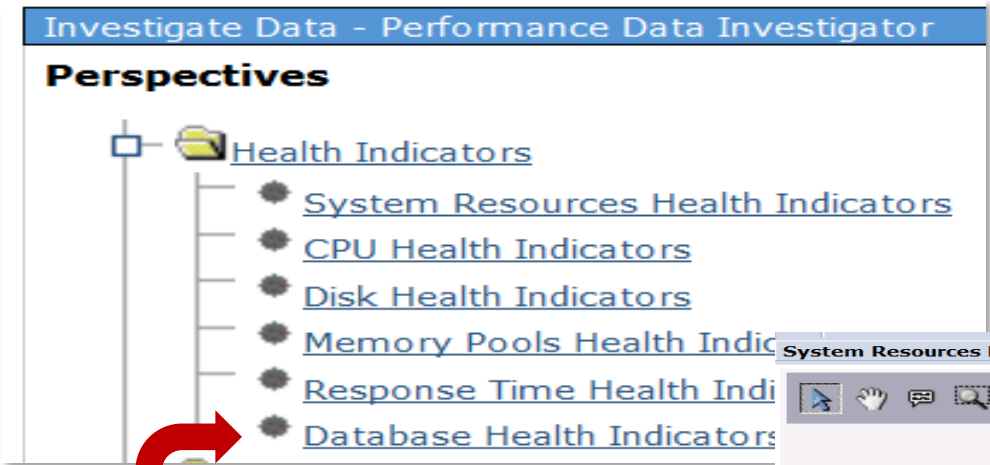 Investigate Data - Performance Data Investigator
Perspectives
Health Indicators
System Resources Health Indicators
CPU Health Indicators
Disk Health Indicators
Memory Pools Health Indic
System Resources
Response Time Health Indi
Database Health Indicators